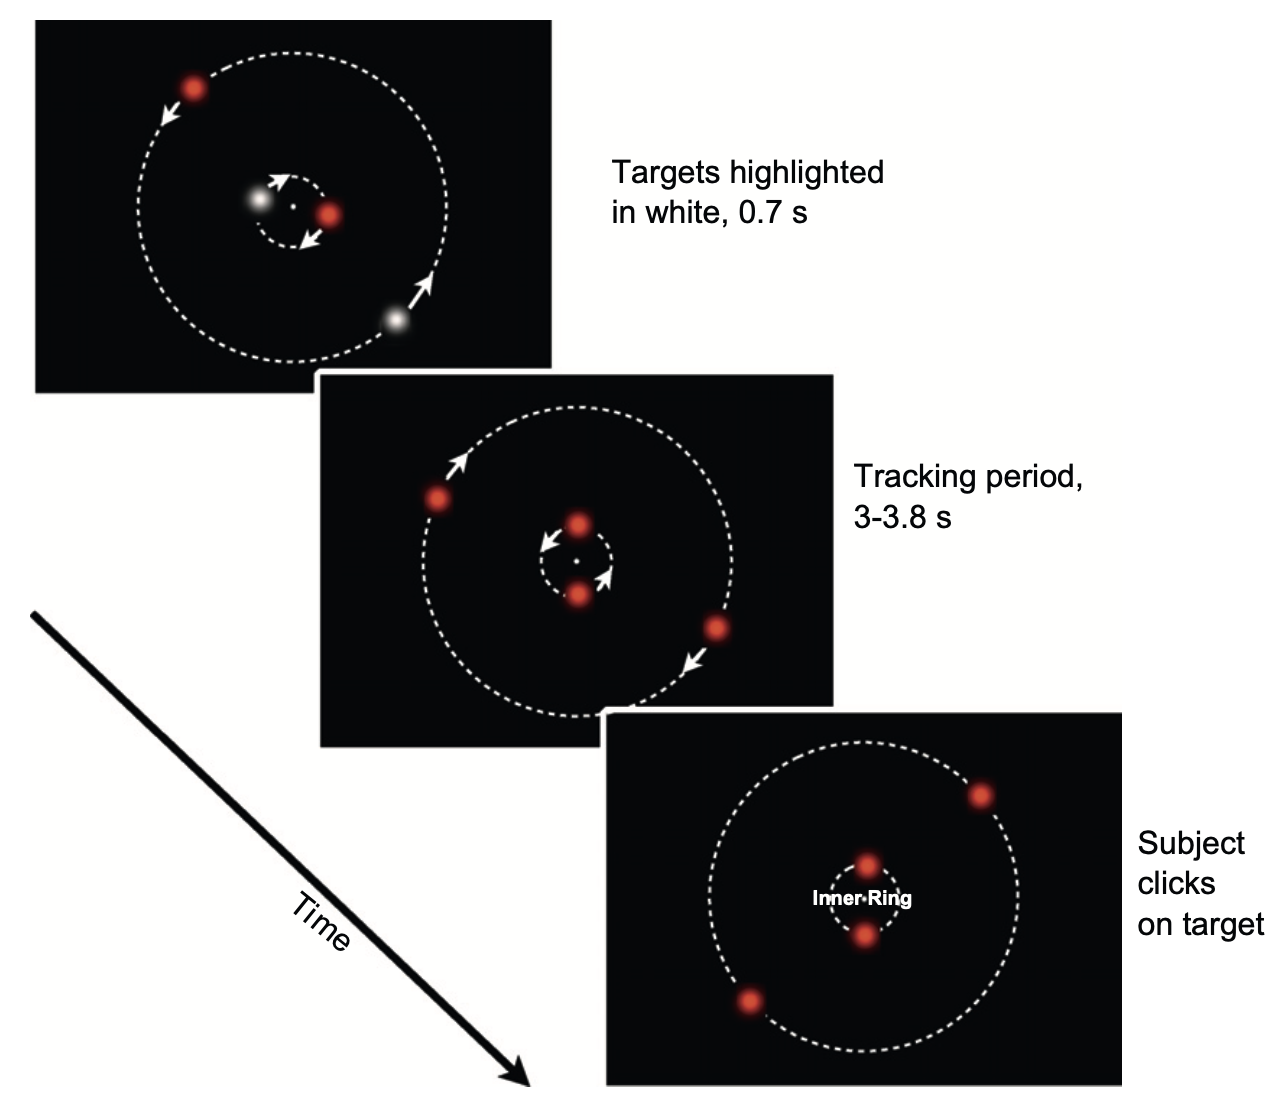 Targets highlighted
in white, 0.7 s
Tracking period,
3-3.8 s
Time
Inner Ring
Subject
clicks
on target